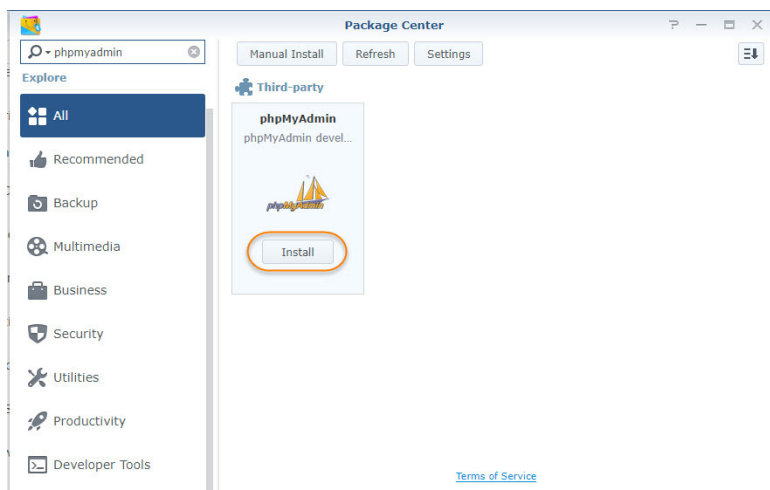 Package Center
phpmyadmin
Manual Install
Refresh
Settings
Explore
All
Recommended
Backup
Multimedia
Business
Security
Utilities
Productivity
Developer Tools
Third-party
phpMyAdmin
phpMyAdmin devel...
phpMyAdmin
Install
Terms of Service